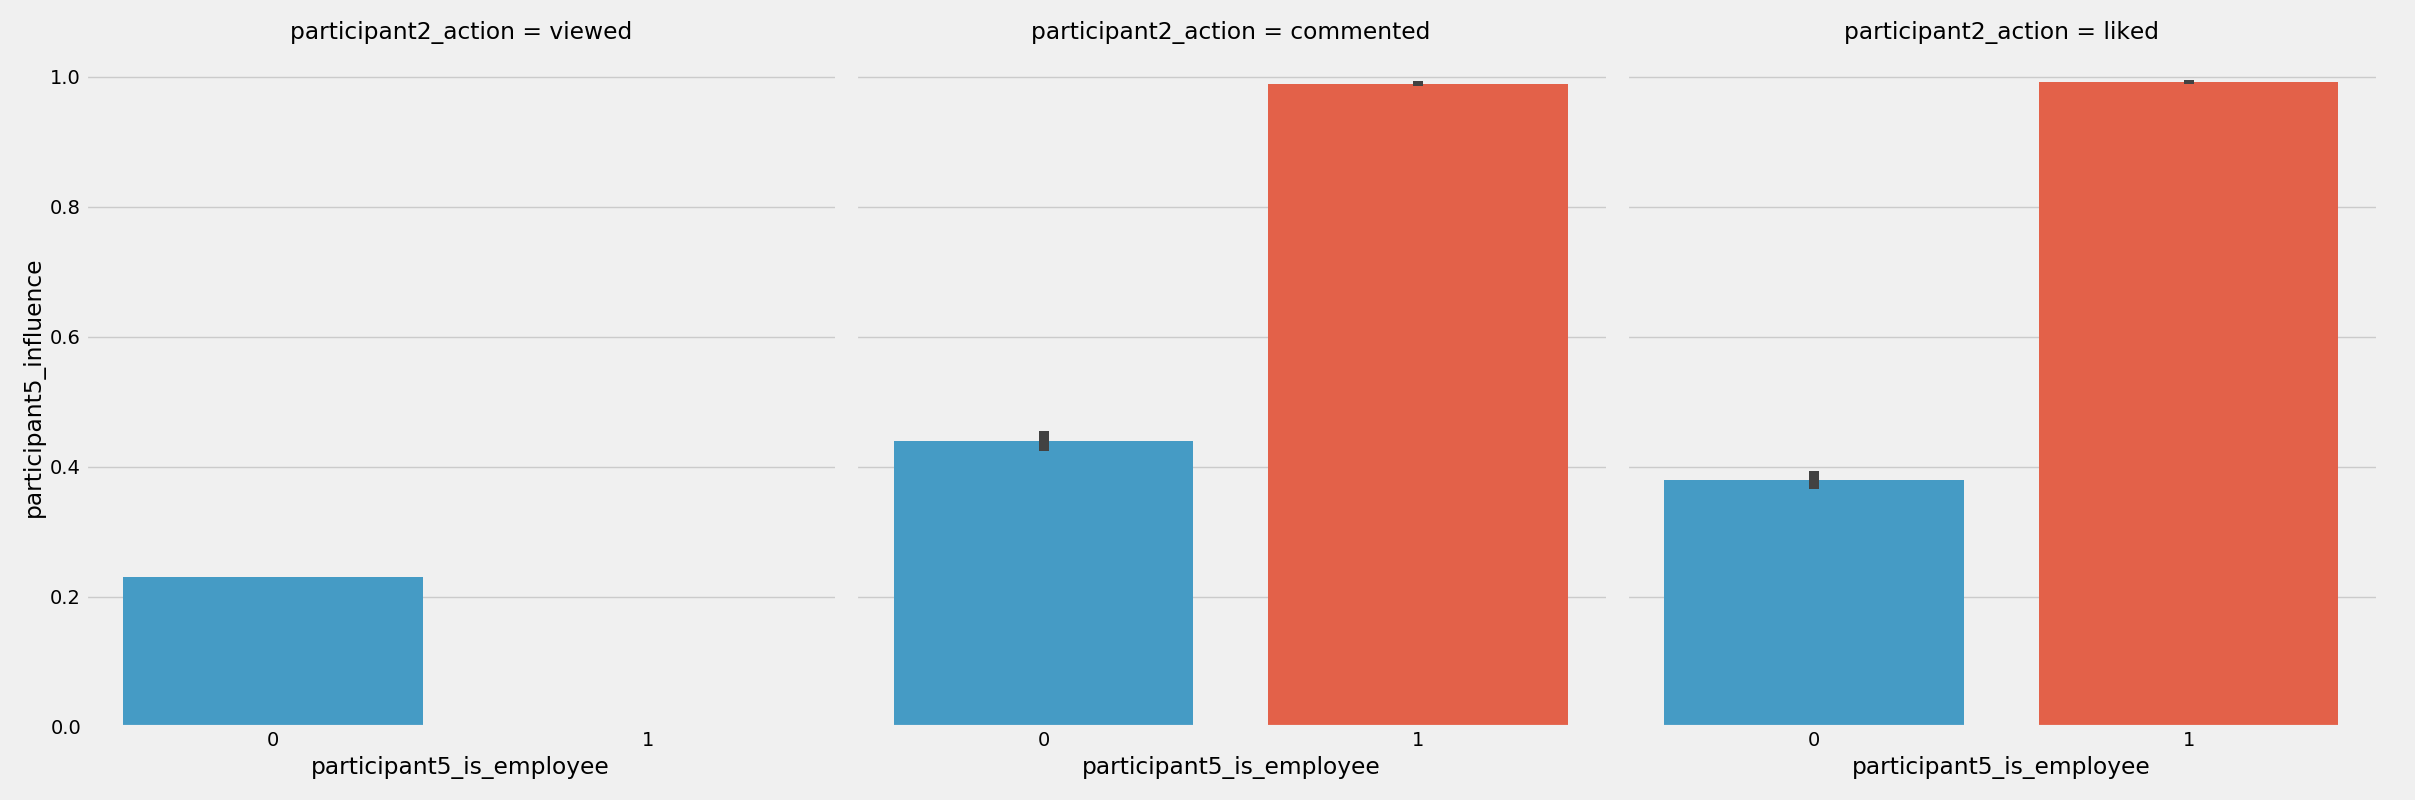 participant2_action = viewed
participant2_action = commented
participant2_action = liked
participant5_influence
1.0
0.8
0.6
0.4
0.2
0.0
0
1
0
1
0
1
participant5_is_employee
participant5_is_employee
participant5_is_employee